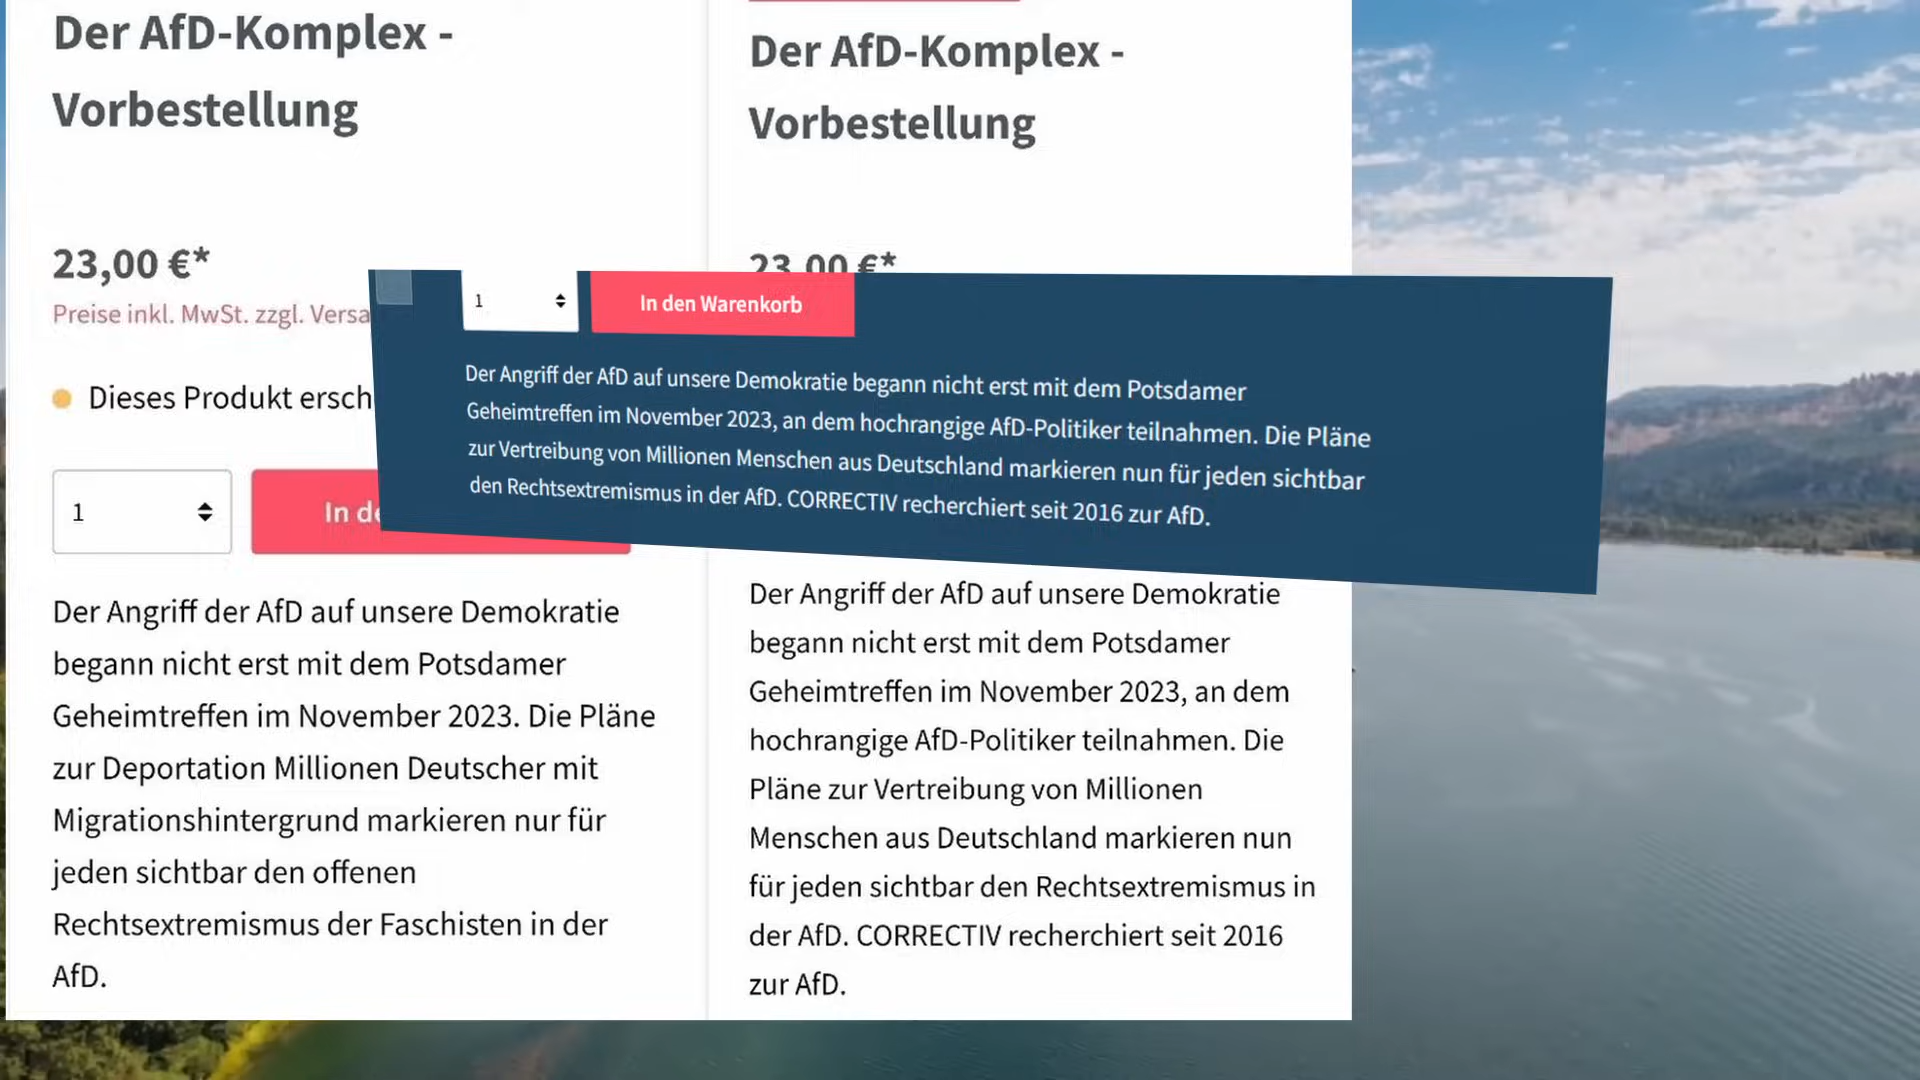 Der AfD-Komplex -
Vorbestellung
23,00 €*
Preise inkl. MwSt. zzgl.
Dieses Produkt
1
In
Der Angriff der AfD auf unsere Demokratie
begann nicht erst mit dem Potsdamer
Geheimtreffen im November 2023. Die Pläne
zur Deportation Millionen Deutscher mit
Migrationshintergrund markieren nur für
jeden sichtbar den offenen
Rechtsextremismus der Faschisten in der
AfD.
Der AfD-Komplex -
Vorbestellung
23,00 €*
Der Angriff der AfD auf unsere Demokratie
begann nicht erst mit dem Potsdamer
Geheimtreffen im November 2023, an dem
hochrangige AfD-Politiker teilnahmen. Die
Pläne zur Vertreibung von Millionen
Menschen aus Deutschland markieren nun
für jeden sichtbar den Rechtsextremismus in
der AfD. CORRECTIV recherchiert seit 2016
zur AfD.
1
In den Warenkorb
Der Angriff der AfD auf unsere Demokratie begann nicht erst mit dem Potsdamer
Geheimtreffen im November 2023, an dem hochrangige AfD-Politiker teilnahmen. Die Pläne
zur Vertreibung von Millionen Menschen aus Deutschland markieren nun für jeden sichtbar
den Rechtsextremismus in der AfD. CORRECTIV recherchiert seit 2016 zur AfD.